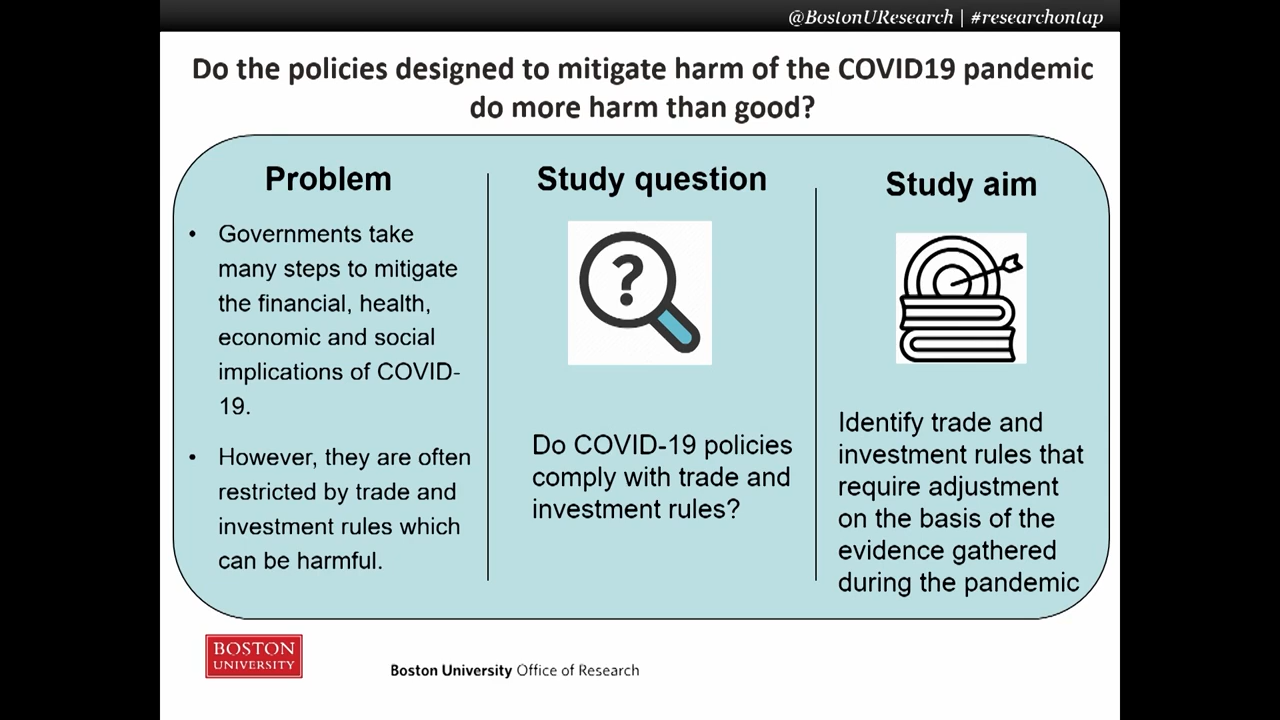 @BostonUResearch | #researchontap
Do the policies designed to mitigate harm of the COVID19 pandemic
do more harm than good?
Problem
• Governments take
many steps to mitigate
the financial, health,
economic and social
implications of COVID-
19.
• However, they are often
restricted by trade and
investment rules which
can be harmful.
Study question
?
Do COVID-19 policies
comply with trade and
investment rules?
Study aim
Identify trade and
investment rules that
require adjustment
on the basis of the
evidence gathered
during the pandemic
BOSTON
UNIVERSITY
Boston University Office of Research